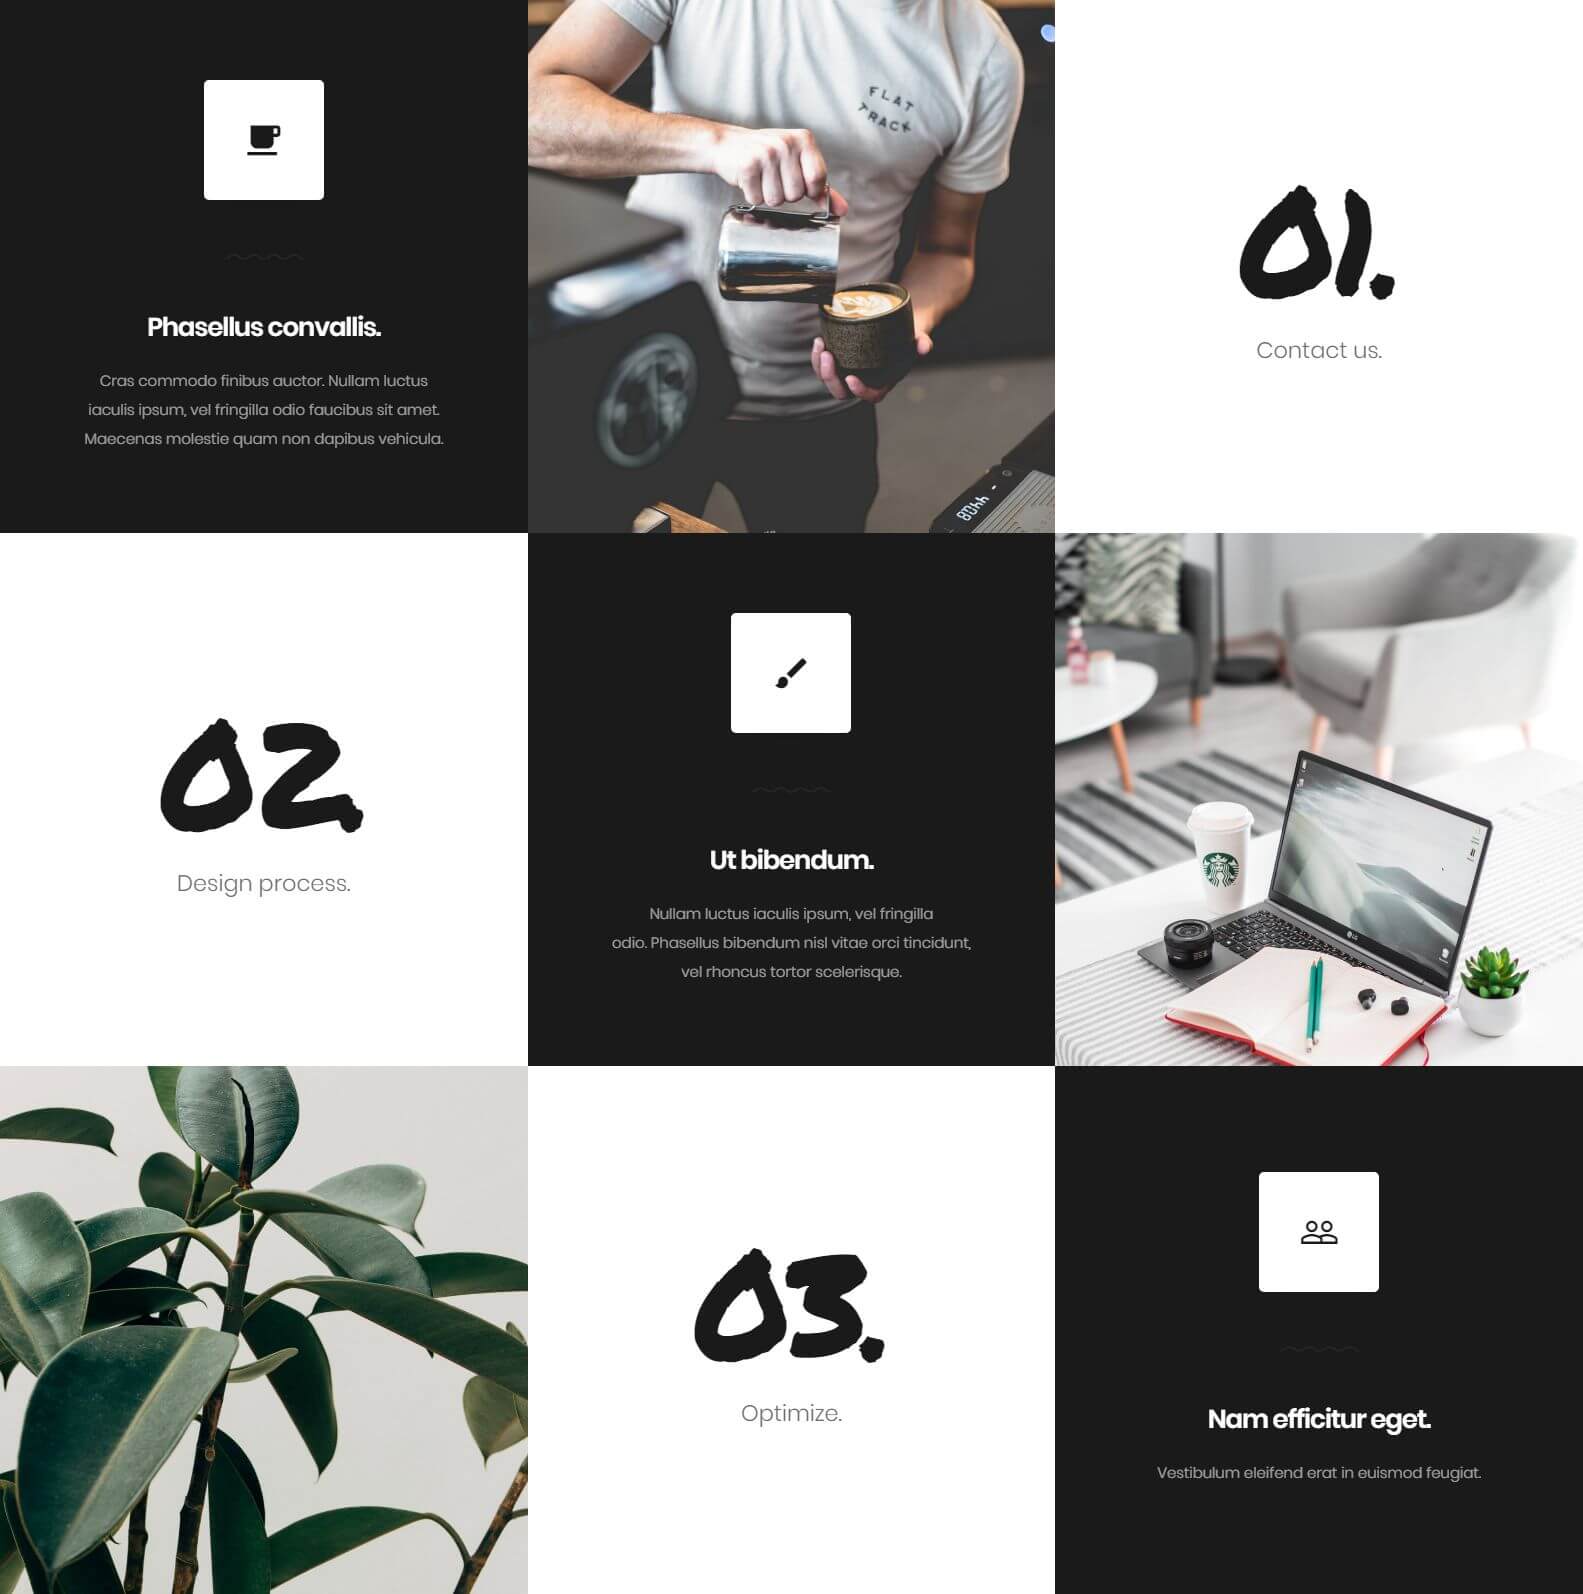 Phasellus convallis.
Cras commodo finibus auctor. Nullam luctus
iaculis ipsum, vel fringilla odio faucibus sit amet.
Maecenas molestie quam non dapibus vehicula.
FLAT
TRACK
01.
Contact us.
02.
Design process.
Ut bibendum.
Nullam luctus iaculis ipsum, vel fringilla
odio. Phasellus bibendum nisl vitae orci tincidunt,
vel rhoncus tortor scelerisque.
LG
03.
Optimize.
Nam efficitur eget.
Vestibulum eleifend erat in euismod feugiat.